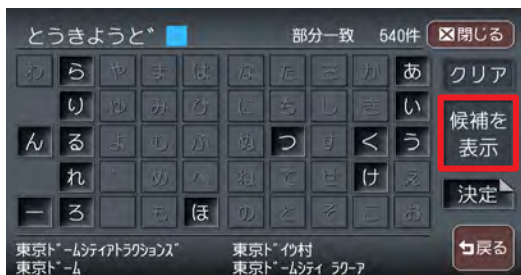 とうきょうど゛ 部分一致 640件 閉じる
わ ら や ま は な た さ か あ クリア
り ゆ み ひ に ち し き い
ん る よ む ふ ぬ つ す く う 候補を表示
れ ゛ め へ ね て せ け え
ー ろ も ほ の と そ こ お 決定
東京ド゛ームシティアトラクションズ 東京ド゛イツ村 戻る
東京ド゛ーム 東京ド゛ームシティ ラクーア